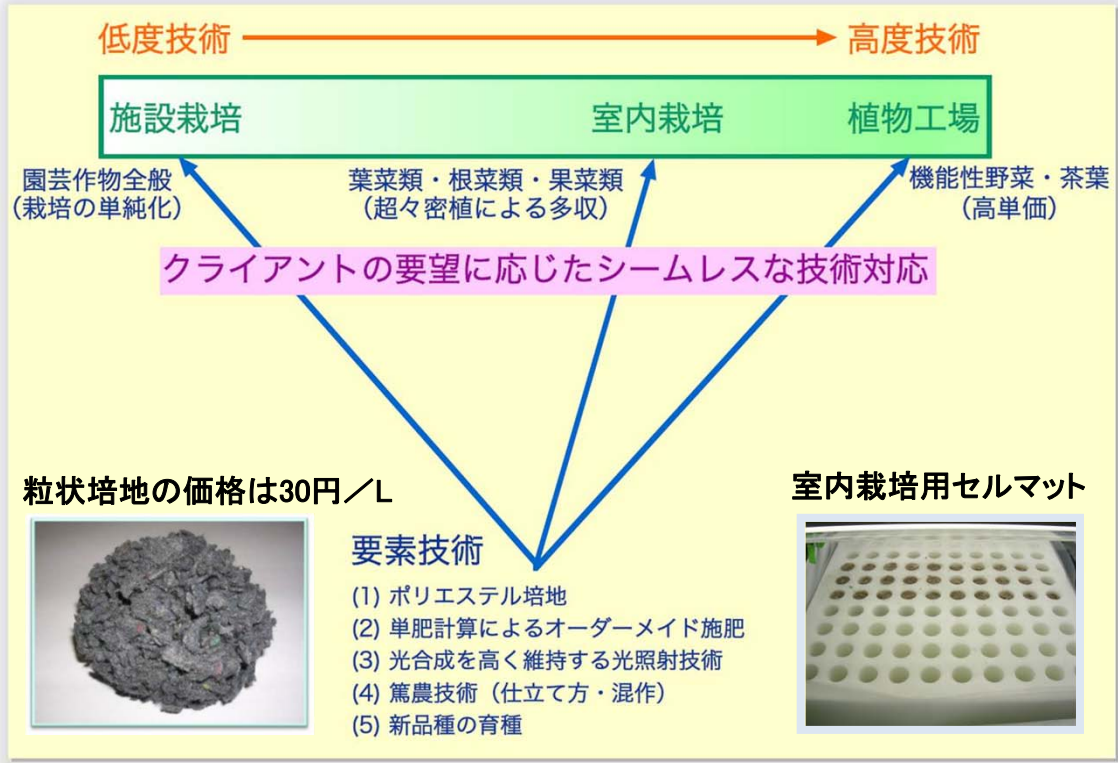 低度技術
高度技術
施設栽培
室内栽培
植物工場
園芸作物全般
(栽培の単純化)
葉菜類・根菜類・果菜類
(超々密植による多収)
機能性野菜・茶葉
(高単価)
クライアントの要望に応じたシームレスな技術対応
粒状培地の価格は30円/L
室内栽培用セルマット
要素技術
(1) ポリエステル培地
(2) 単肥計算によるオーダーメイド施肥
(3) 光合成を高く維持する光照射技術
(4) 篤農技術(仕立て方・混作)
(5) 新品種の育種